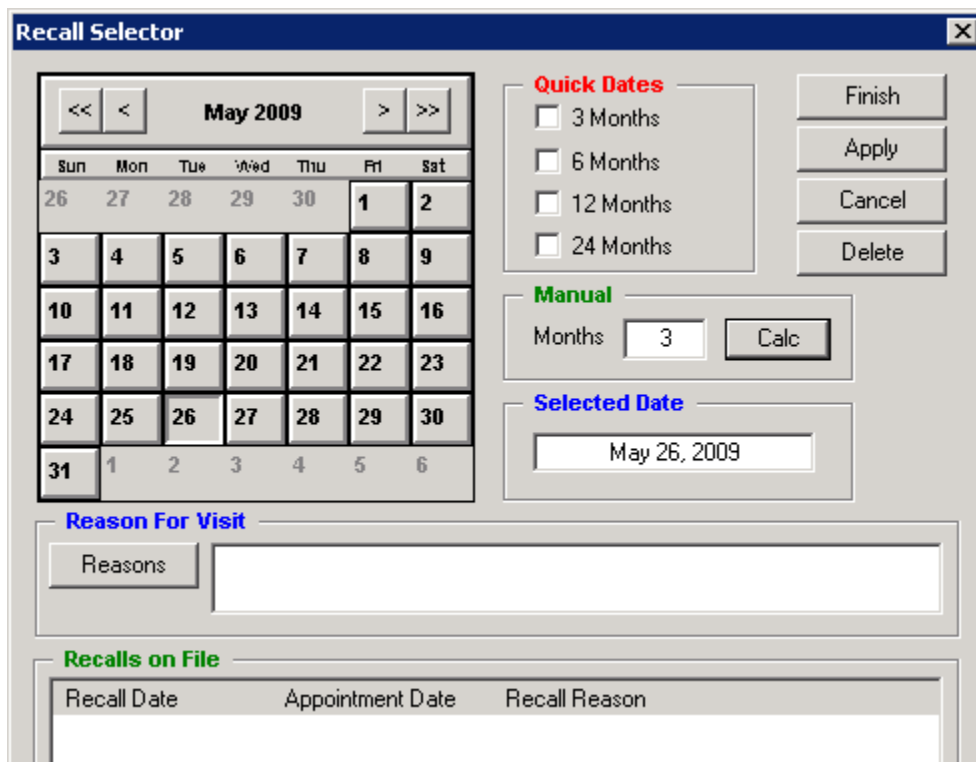 Recall Selector
<< < May 2009 > >>
Sun Mon Tue Wed Thu Fri Sat
26 27 28 29 30 1 2
3 4 5 6 7 8 9
10 11 12 13 14 15 16
17 18 19 20 21 22 23
24 25 26 27 28 29 30
31 1 2 3 4 5 6
Quick Dates
3 Months
6 Months
12 Months
24 Months
Finish
Apply
Cancel
Delete
Manual
Months 3 Calc
Selected Date
May 26, 2009
Reason For Visit
Reasons
Recalls on File
Recall Date Appointment Date Recall Reason